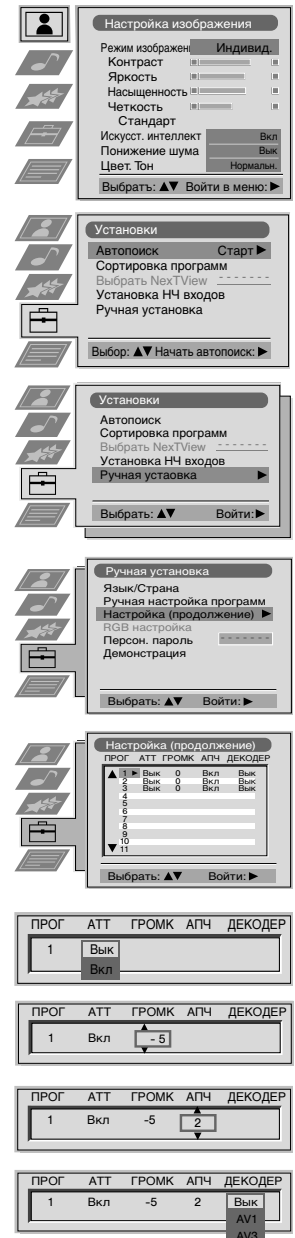 Настройка изображения
Режим изображени Индивид.
Контраст
Яркость
Насыщенность
Четкость
Стандарт
Искусст. интеллект Вкл
Понижение шума Вык
Цвет. Тон Нормальн.
Выбрать: ▲▼ Войти в меню: ▶
Установки
Автопоиск Старт ▶
Сортировка программ
Выбрать NexTView - - - - - - -
Установка НЧ входов
Ручная установка
Выбор: ▲▼ Начать автопоиск: ▶
Установки
Автопоиск
Сортировка программ
Выбрать NexTView - - - - - - -
Установка НЧ входов
Ручная устаовка ▶
Выбрать: ▲▼ Войти: ▶
Ручная установка
Язык/Страна
Ручная настройка программ
Настройка (продолжение) ▶
RGB настройка
Персон. пароль - - - - - - -
Демонстрация
Выбрать: ▲▼ Войти: ▶
Настройка (продолжение)
ПРОГ АТТ ГРОМК АПЧ ДЕКОДЕР
▲ 1 ▶ Вык 0 Вкл Вык
2 Вык 0 Вкл Вык
3 Вык 0 Вкл Вык
4
5
6
7
8
9
10
▼ 11
Выбрать: ▲▼ Войти: ▶
ПРОГ АТТ ГРОМК АПЧ ДЕКОДЕР
1 Вык
Вкл
ПРОГ АТТ ГРОМК АПЧ ДЕКОДЕР
1 Вкл - 5
ПРОГ АТТ ГРОМК АПЧ ДЕКОДЕР
1 Вкл -5 2
ПРОГ АТТ ГРОМК АПЧ ДЕКОДЕР
1 Вкл -5 2 Вык
AV1
AV3